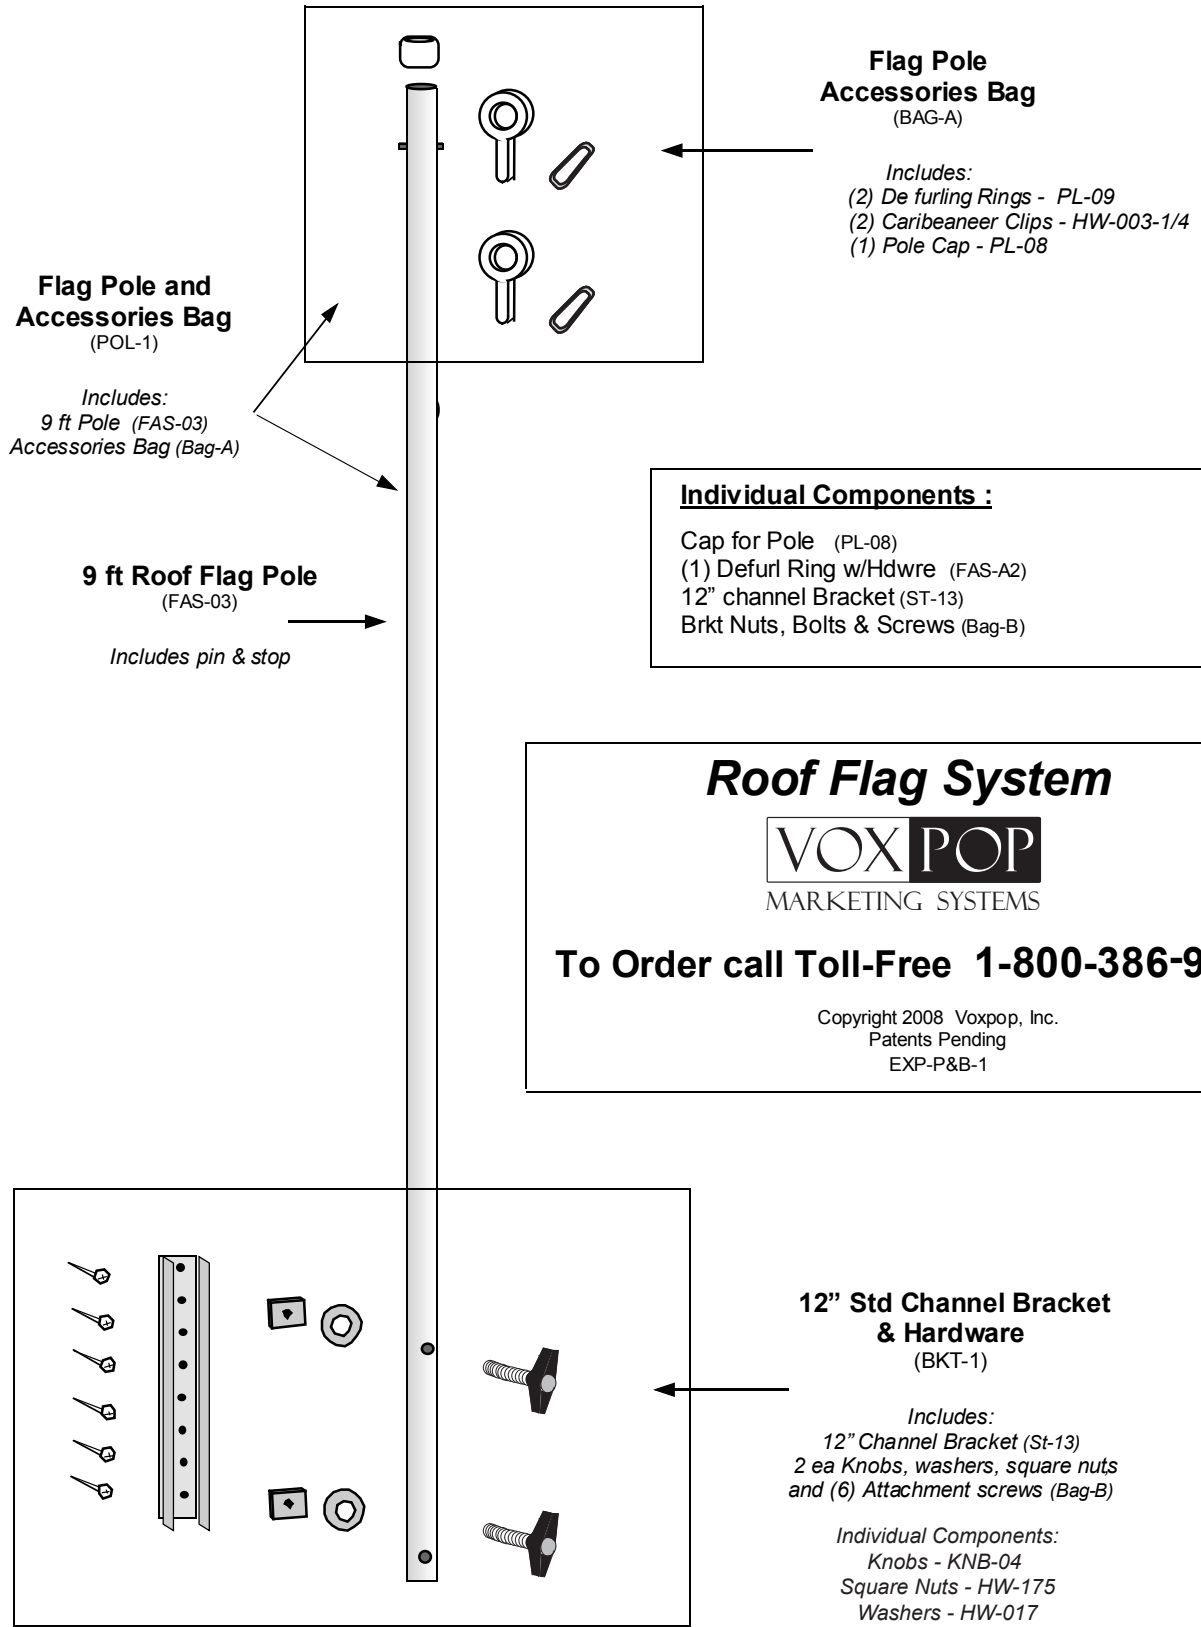 Flag Pole
Accessories Bag
(BAG-A)
Includes:
(2) De furling Rings - PL-09
(2) Caribeaneer Clips - HW-003-1/4
(1) Pole Cap - PL-08
Flag Pole and
Accessories Bag
(POL-1)
Includes:
9 ft Pole (FAS-03)
Accessories Bag (Bag-A)
Individual Components :
Cap for Pole (PL-08)
(1) Defurl Ring w/Hdwre (FAS-A2)
12” channel Bracket (ST-13)
Brkt Nuts, Bolts & Screws (Bag-B)
9 ft Roof Flag Pole
(FAS-03)
Includes pin & stop
Roof Flag System
VOXPOP
MARKETING SYSTEMS
To Order call Toll-Free 1-800-386-9
Copyright 2008 Voxpop, Inc.
Patents Pending
EXP-P&B-1
12” Std Channel Bracket
& Hardware
(BKT-1)
Includes:
12” Channel Bracket (St-13)
2 ea Knobs, washers, square nuts,
and (6) Attachment screws (Bag-B)
Individual Components:
Knobs - KNB-04
Square Nuts - HW-175
Washers - HW-017